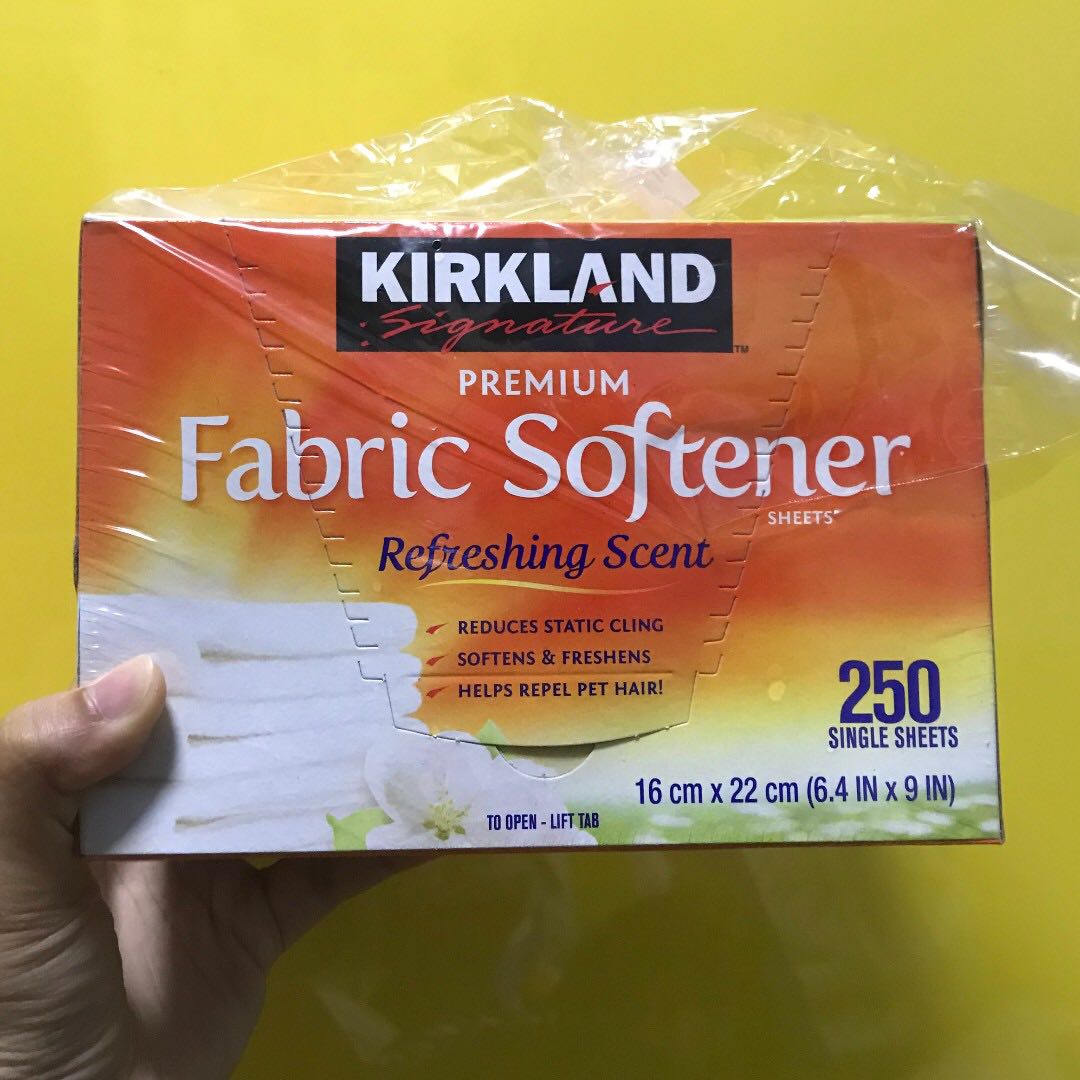 KIRKLAND
Signature
TM
PREMIUM
Fabric Softener
SHEETS
Refreshing Scent
REDUCES STATIC CLING
SOFTENS & FRESHENS
HELPS REPEL PET HAIR!
250
SINGLE SHEETS
16 cm x 22 cm (6.4 IN x 9 IN)
TO OPEN - LIFT TAB